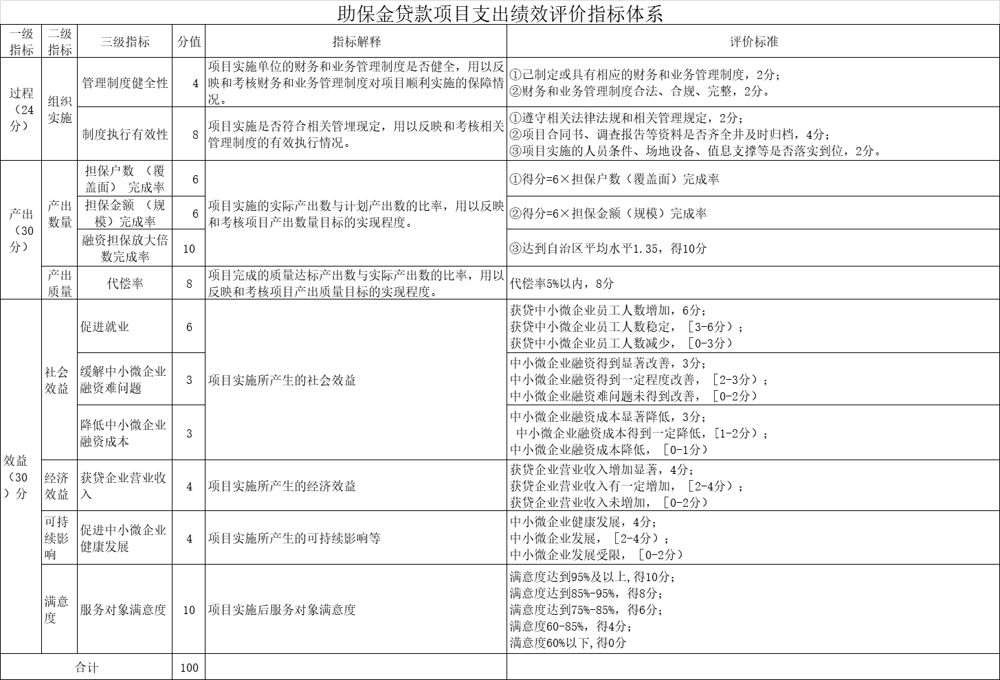 助保金贷款项目支出绩效评价指标体系
一级
指标
二级
指标
三级指标
分值
指标解释
评价标准
过程
（24
分）
组织
实施
管理制度健全性
4
项目实施单位的财务和业务管理制度是否健全，用以反
映和考核财务和业务管理制度对项目顺利实施的保障情
况。
①己制定或具有相应的财务和业务管理制度，2分；
②财务和业务管理制度合法、合规、完整，2分。
制度执行有效性
8
项目实施是否符合相关管埋现定，用以反映和考核相关
管理制度的有效执行情况。
①遵守相关法律法规和相关管理规定，2分；
②项目合同书、调查报告等资料是否齐全井及时归档，4分；
③项目实施的人员条件、场地设备、值息支撑等是否落实到位，2分。
产出
（30
分）
产出
数量
担保户数 （覆
盖面） 完成率
6
项目实施的实际产出数与计划产出数的比率，用以反映
和考核项目产出数量目标的实现程度。
①得分=6×担保户数（覆盖面）完成率
担保金额 （规
模）完成率
6
②得分=6×担保金额（规模）完成率
融资担保放大倍
数完成率
10
③达到自治区平均水平1.35，得10分
产出
质量
代偿率
8
项目完成的质量达标产出数与实际产出数的比率，用以
反映和考核项目产出质量目标的实现程度。
代偿率5%以内，8分
效益
（30
）分
社会
效益
促进就业
6
项目实施所产生的社会效益
获贷中小微企业员工人数增加，6分；
获贷中小微企业员工人数稳定，［3-6分）；
获贷中小微企业员工人数减少，［0-3分）
缓解中小微企业
融资难问题
3
中小微企业融资得到显著改善，3分；
中小微企业融资得到一定程度改善，［2-3分）；
中小微企业融资难问题未得到改善，［0-2分）
降低中小微企业
融资成本
3
中小微企业融资成本显著降低，3分；
中小微企业融资成本得到一定降低，[1-2分）；
中小微企业融资成本降低，［0-1分）
经济
效益
获贷企业营业收
入
4
项目实施所产生的经济效益
获贷企业营业收入增加显著，4分；
获贷企业营业收入有一定增加，［2-4分）；
获贷企业营业收入未增加，［0-2分）
可持
续影
响
促进中小微企业
健康发展
4
项目实施所产生的可持续影响等
中小微企业健康发展，4分；
中小微企业发展，［2-4分）；
中小微企业发展受限，［0-2分）
满意
度
服务对象满意度
10
项目实施后服务对象满意度
满意度达到95%及以上,得10分；
满意度达到85%-95%，得8分；
满意度达到75%-85%，得6分；
满意度60-85%，得4分；
满意度60%以下,得0分
合计
100